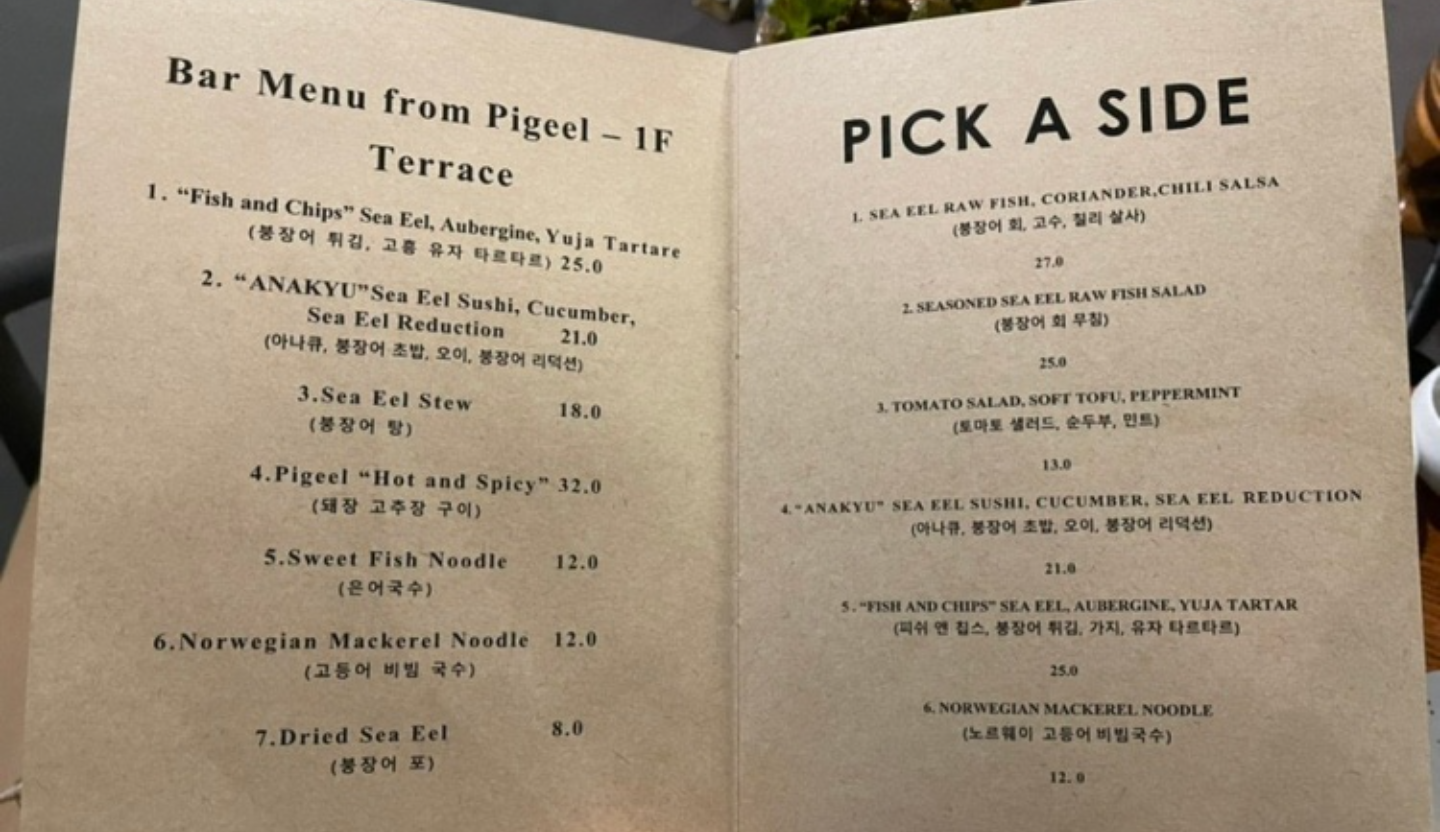 Bar Menu from Pigeel – 1F
Terrace
1. “Fish and Chips” Sea Eel, Aubergine, Yuja Tartare
(붕장어 튀김, 고흥 유자 타르타르) 25.0
2. “ANAKYU”Sea Eel Sushi, Cucumber,
Sea Eel Reduction 21.0
(아나큐, 붕장어 초밥, 오이, 붕장어 리덕션)
3.Sea Eel Stew 18.0
(붕장어 탕)
4.Pigeel “Hot and Spicy” 32.0
(돼장 고추장 구이)
5.Sweet Fish Noodle 12.0
(은어국수)
6.Norwegian Mackerel Noodle 12.0
(고등어 비빔 국수)
7.Dried Sea Eel 8.0
(붕장어 포)
PICK A SIDE
1. SEA EEL RAW FISH, CORIANDER,CHILI SALSA
(붕장어 회, 고수, 칠리 살사)
27.0
2. SEASONED SEA EEL RAW FISH SALAD
(붕장어 회 무침)
25.0
3. TOMATO SALAD, SOFT TOFU, PEPPERMINT
(토마토 샐러드, 순두부, 민트)
13.0
4. “ANAKYU” SEA EEL SUSHI, CUCUMBER, SEA EEL REDUCTION
(아나큐, 붕장어 초밥, 오이, 붕장어 리덕션)
21.0
5. “FISH AND CHIPS” SEA EEL, AUBERGINE, YUJA TARTAR
(피쉬 앤 칩스, 붕장어 튀김, 가지, 유자 타르타르)
25.0
6. NORWEGIAN MACKEREL NOODLE
(노르웨이 고등어 비빔국수)
12. 0